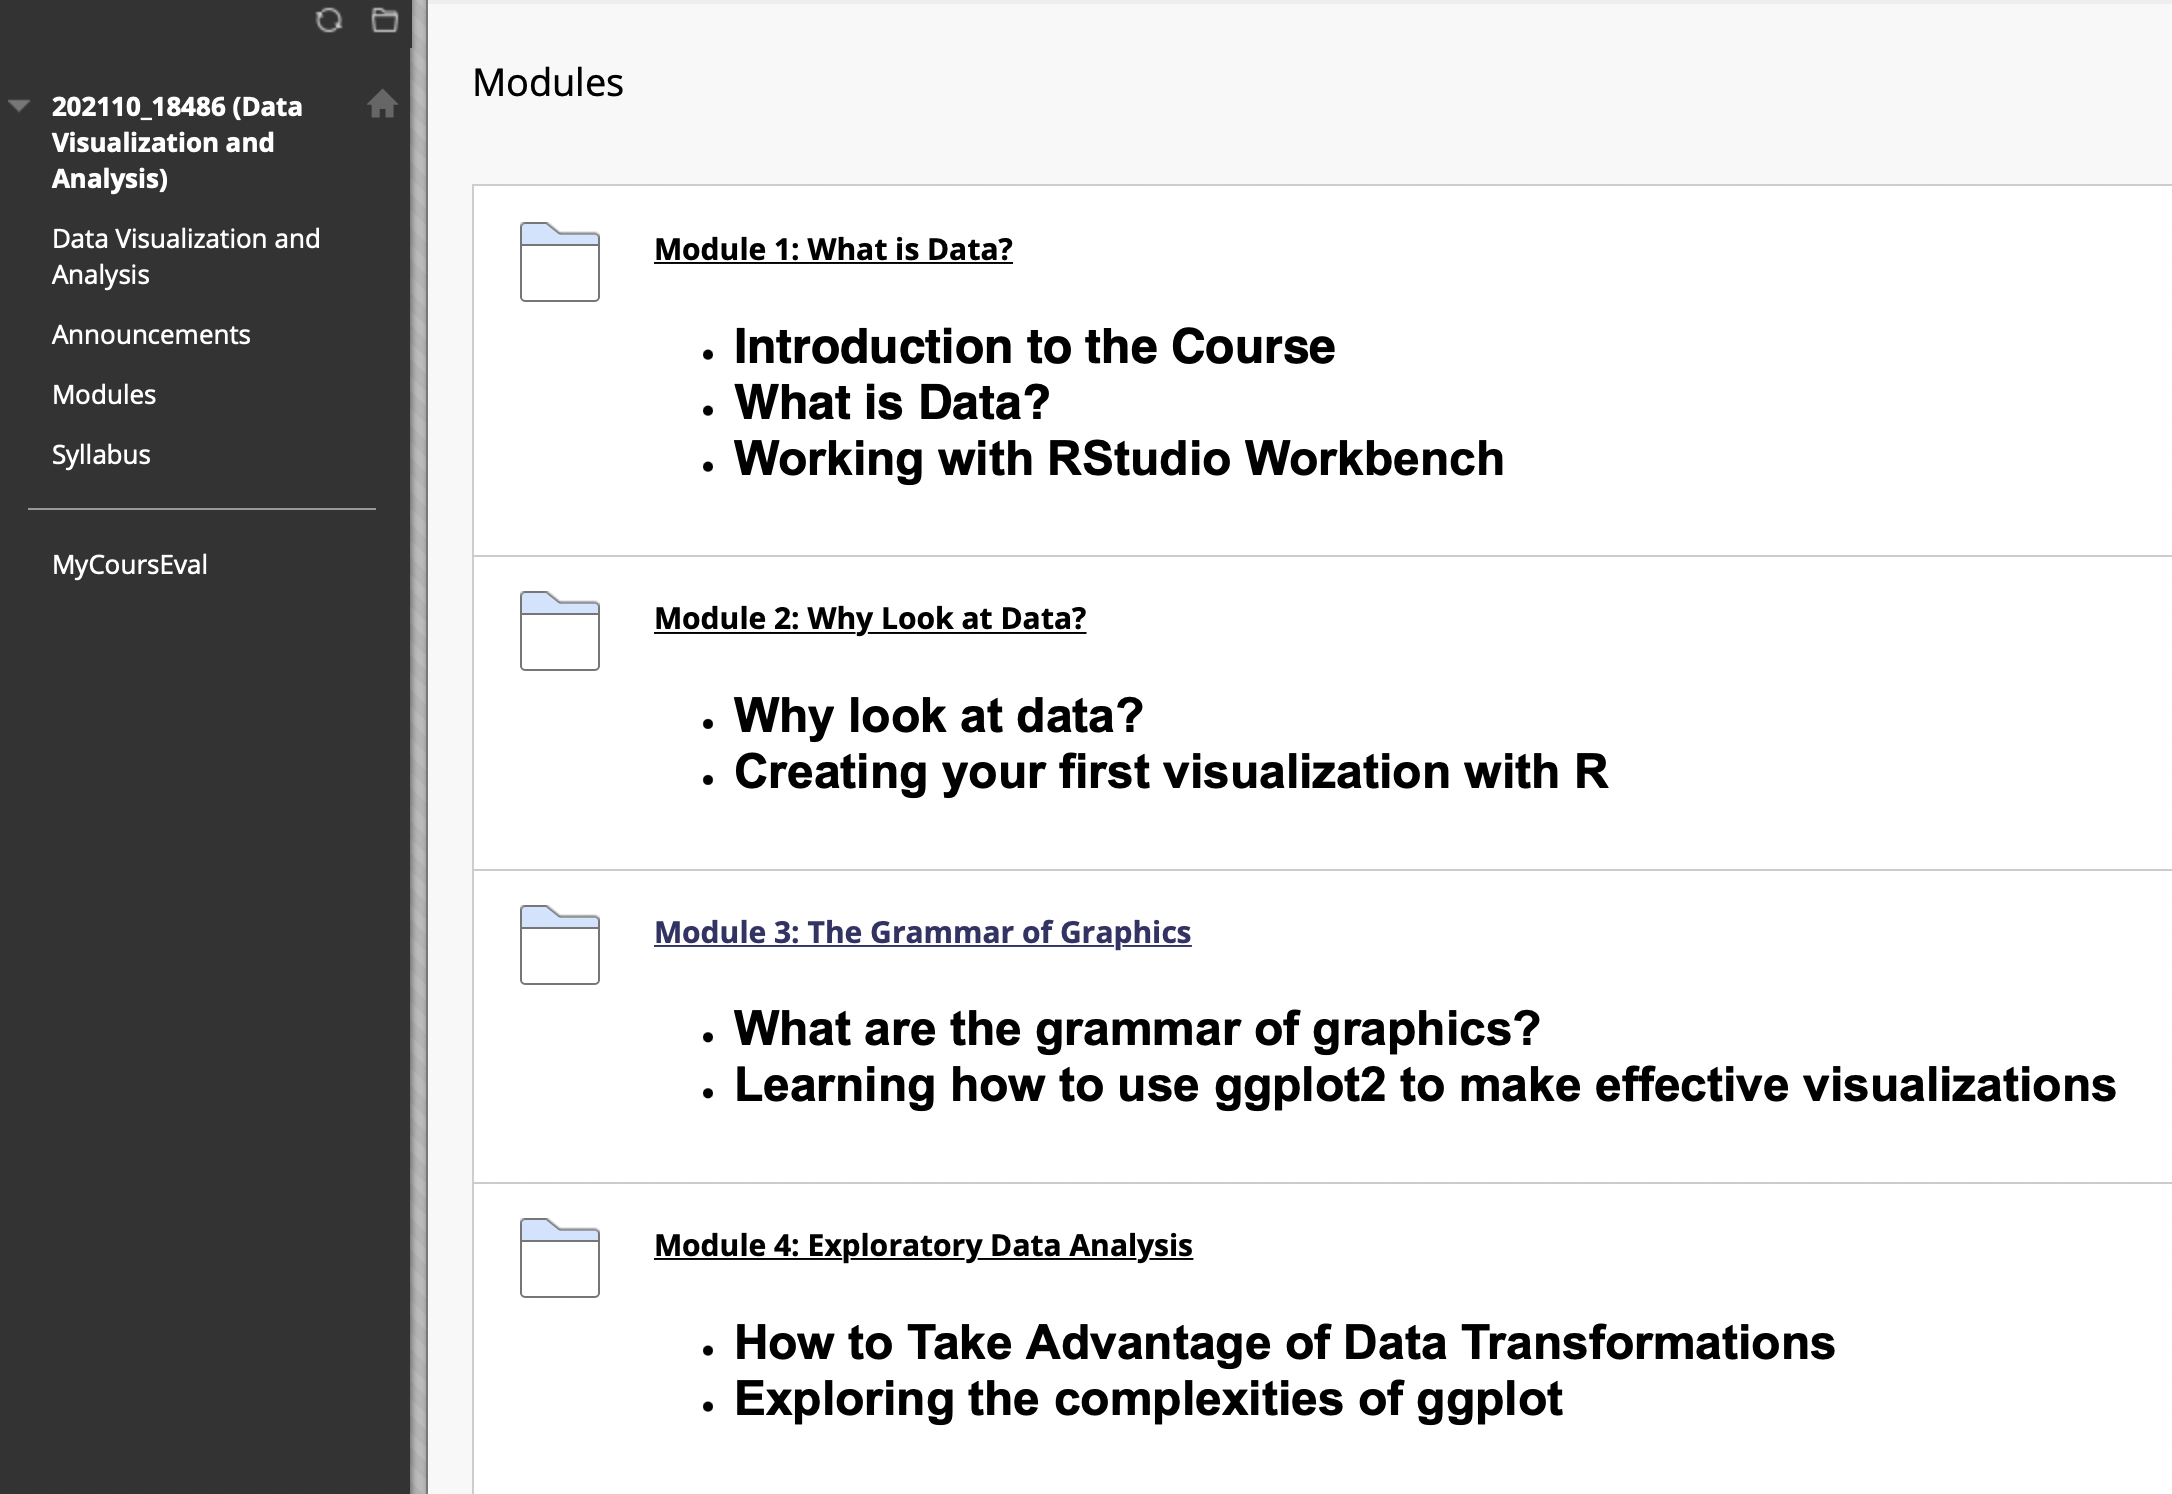 202110_18486 (Data
Visualization and
Analysis)
Data Visualization and
Analysis
Announcements
Modules
Syllabus
MyCoursEval
Modules
Module 1: What is Data?
Introduction to the Course
What is Data?
Working with RStudio Workbench
Module 2: Why Look at Data?
Why look at data?
Creating your first visualization with R
Module 3: The Grammar of Graphics
What are the grammar of graphics?
Learning how to use ggplot2 to make effective visualizations
Module 4: Exploratory Data Analysis
How to Take Advantage of Data Transformations
Exploring the complexities of ggplot